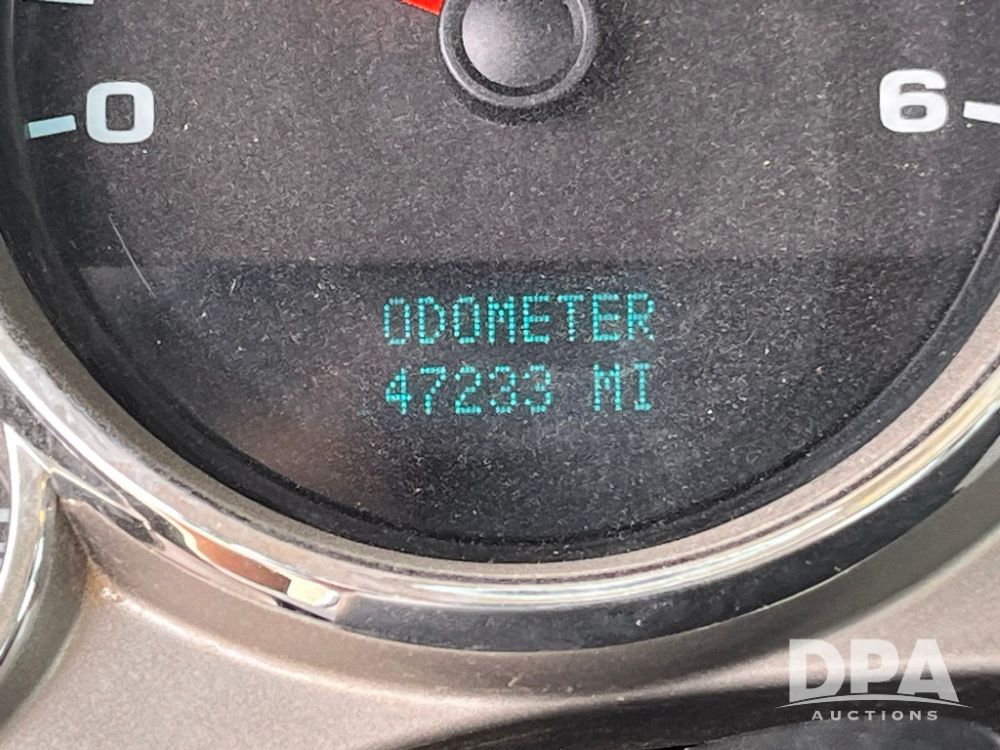 0
6
ODOMETER
47233 MI
DPA
AUCTIONS